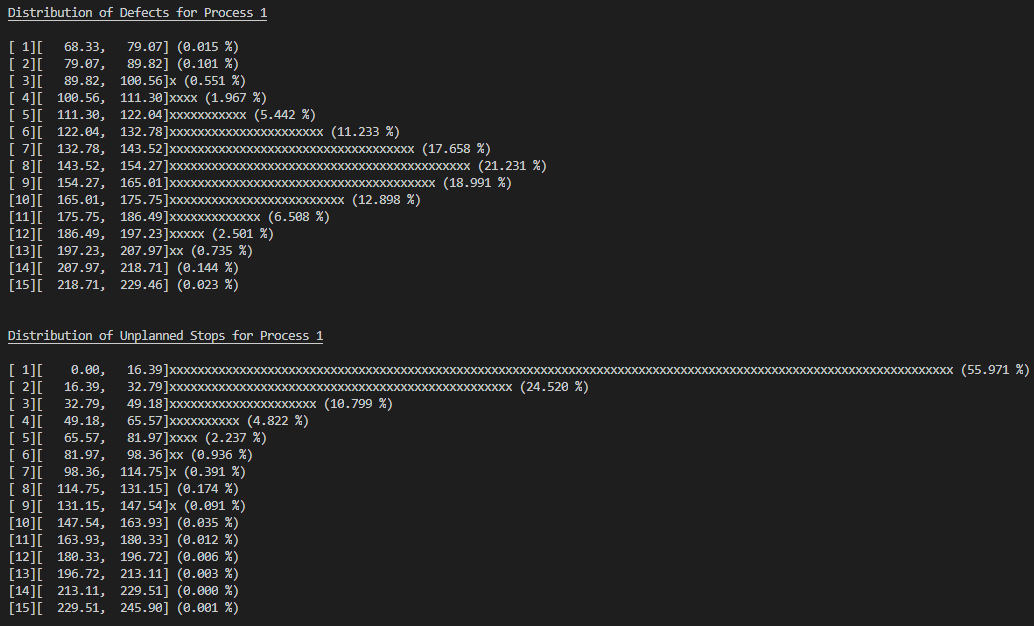 Distribution of Defects for Process 1
[ 1][   68.33,   79.07] (0.015 %)
[ 2][   79.07,   89.82] (0.101 %)
[ 3][   89.82,  100.56]x (0.551 %)
[ 4][  100.56,  111.30]xxxx (1.967 %)
[ 5][  111.30,  122.04]xxxxxxxxxxx (5.442 %)
[ 6][  122.04,  132.78]xxxxxxxxxxxxxxxxxxxxxx (11.233 %)
[ 7][  132.78,  143.52]xxxxxxxxxxxxxxxxxxxxxxxxxxxxxxxxxxx (17.658 %)
[ 8][  143.52,  154.27]xxxxxxxxxxxxxxxxxxxxxxxxxxxxxxxxxxxxxxxxxxx (21.231 %)
[ 9][  154.27,  165.01]xxxxxxxxxxxxxxxxxxxxxxxxxxxxxxxxxxxxxx (18.991 %)
[10][  165.01,  175.75]xxxxxxxxxxxxxxxxxxxxxxxxx (12.898 %)
[11][  175.75,  186.49]xxxxxxxxxxxxx (6.508 %)
[12][  186.49,  197.23]xxxxx (2.501 %)
[13][  197.23,  207.97]xx (0.735 %)
[14][  207.97,  218.71] (0.144 %)
[15][  218.71,  229.46] (0.023 %)
Distribution of Unplanned Stops for Process 1
[ 1][    0.00,   16.39]xxxxxxxxxxxxxxxxxxxxxxxxxxxxxxxxxxxxxxxxxxxxxxxxxxxxxxxxxxxxxxxxxxxxxxxxxxxxxxxxxxxxxxxxxxxxxxxxxxxxxxxxxxxxxxxx (55.971 %)
[ 2][   16.39,   32.79]xxxxxxxxxxxxxxxxxxxxxxxxxxxxxxxxxxxxxxxxxxxxxxxxx (24.520 %)
[ 3][   32.79,   49.18]xxxxxxxxxxxxxxxxxxxxx (10.799 %)
[ 4][   49.18,   65.57]xxxxxxxxxx (4.822 %)
[ 5][   65.57,   81.97]xxxx (2.237 %)
[ 6][   81.97,   98.36]xx (0.936 %)
[ 7][   98.36,  114.75]x (0.391 %)
[ 8][  114.75,  131.15] (0.174 %)
[ 9][  131.15,  147.54]x (0.091 %)
[10][  147.54,  163.93] (0.035 %)
[11][  163.93,  180.33] (0.012 %)
[12][  180.33,  196.72] (0.006 %)
[13][  196.72,  213.11] (0.003 %)
[14][  213.11,  229.51] (0.000 %)
[15][  229.51,  245.90] (0.001 %)